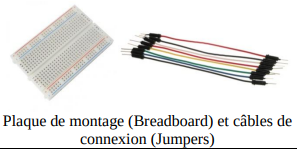 Plaque de montage (Breadboard) et câbles de
connexion (Jumpers)